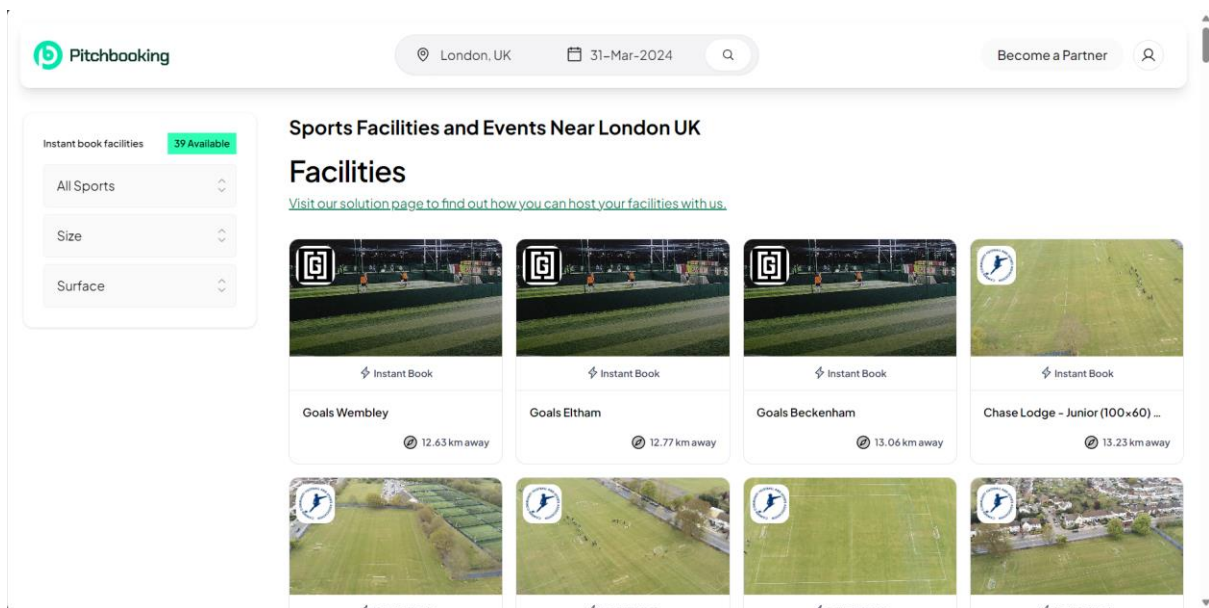 Pitchbooking
London, UK
31-Mar-2024
Become a Partner
Instant book facilities
39 Available
All Sports
Size
Surface
Sports Facilities and Events Near London UK
Facilities
Visit our solution page to find out how you can host your facilities with us.
Instant Book
Instant Book
Instant Book
Instant Book
Goals Wembley
Goals Eltham
Goals Beckenham
Chase Lodge - Junior (100x60) ...
12.63 km away
12.77 km away
13.06 km away
13.23 km away